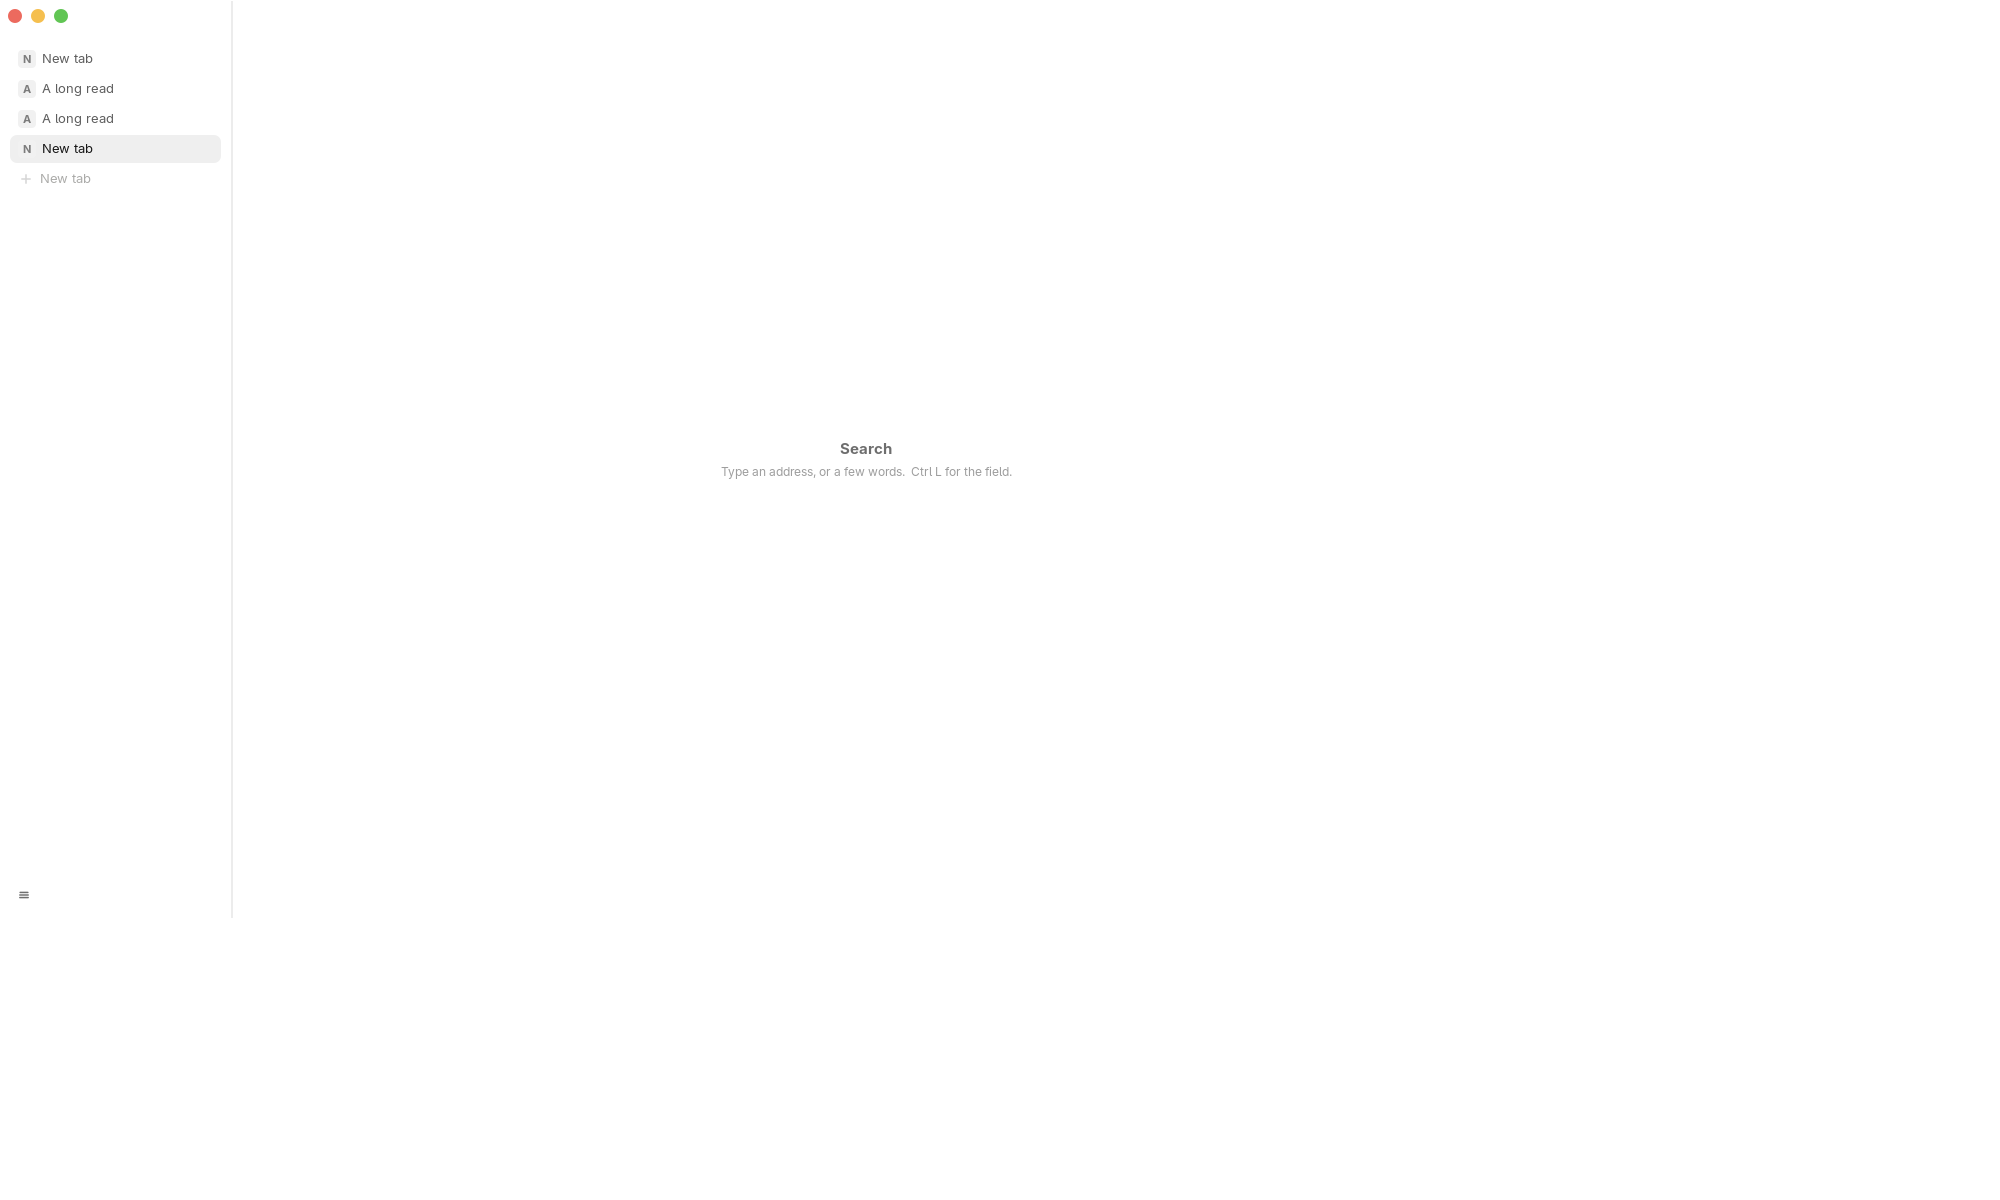 N New tab
A A long read
A A long read
N New tab
+ New tab
Search
Type an address, or a few words. Ctrl L for the field.